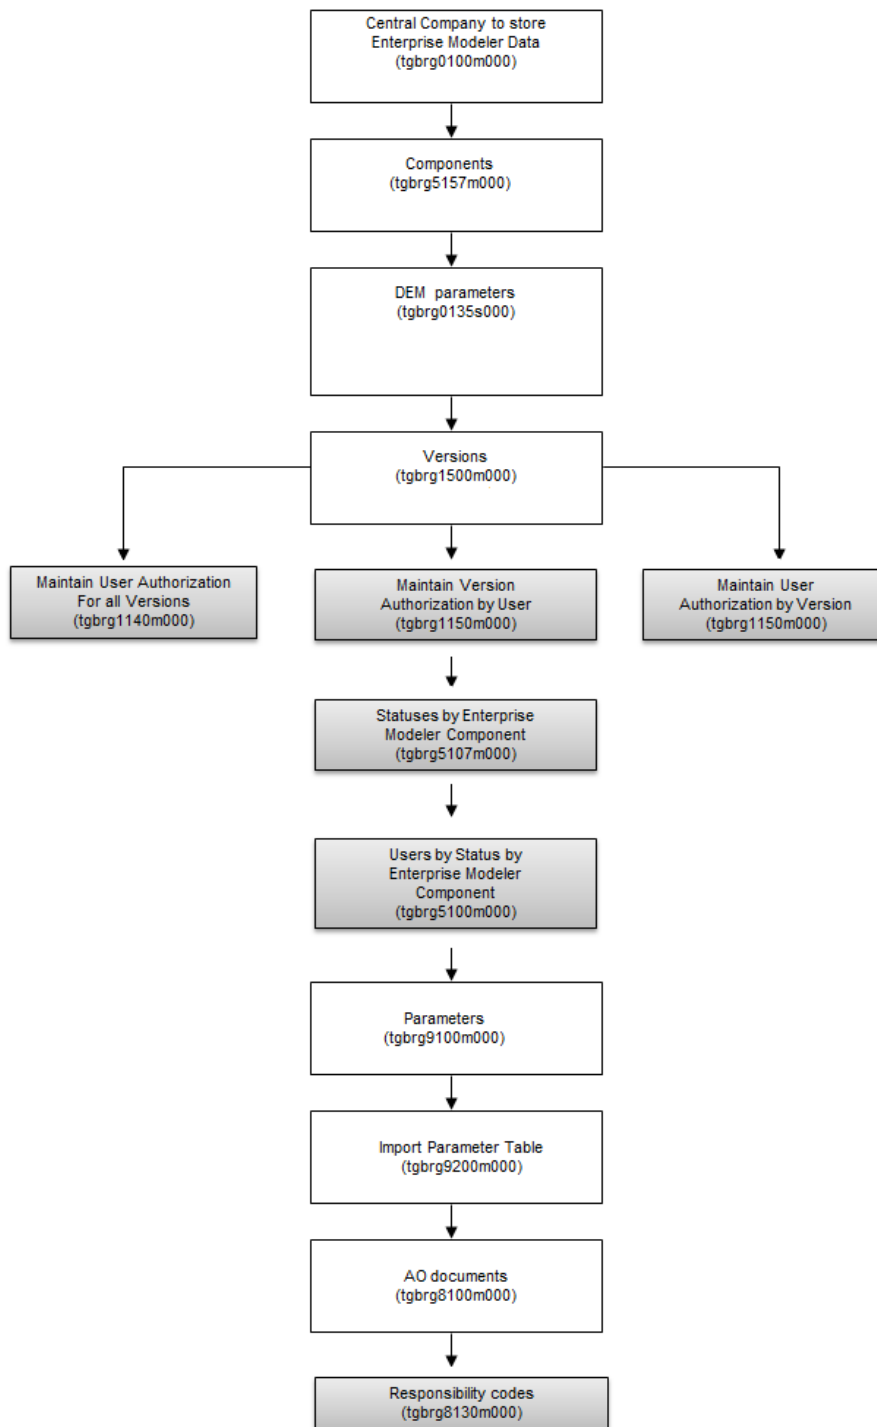 Central Company to store
Enterprise Modeler Data
(tgbrg0100m000)
Components
(tgbrg5157m000)
DEM parameters
(tgbrg0135s000)
Versions
(tgbrg1500m000)
Maintain User Authorization
For all Versions
(tgbrg1140m000)
Maintain Version
Authorization by User
(tgbrg1150m000)
Maintain User
Authorization by Version
(tgbrg1150m000)
Statuses by Enterprise
Modeler Component
(tgbrg5107m000)
Users by Status by
Enterprise Modeler
Component
(tgbrg5100m000)
Parameters
(tgbrg9100m000)
Import Parameter Table
(tgbrg9200m000)
AO documents
(tgbrg8100m000)
Responsibility codes
(tgbrg8130m000)